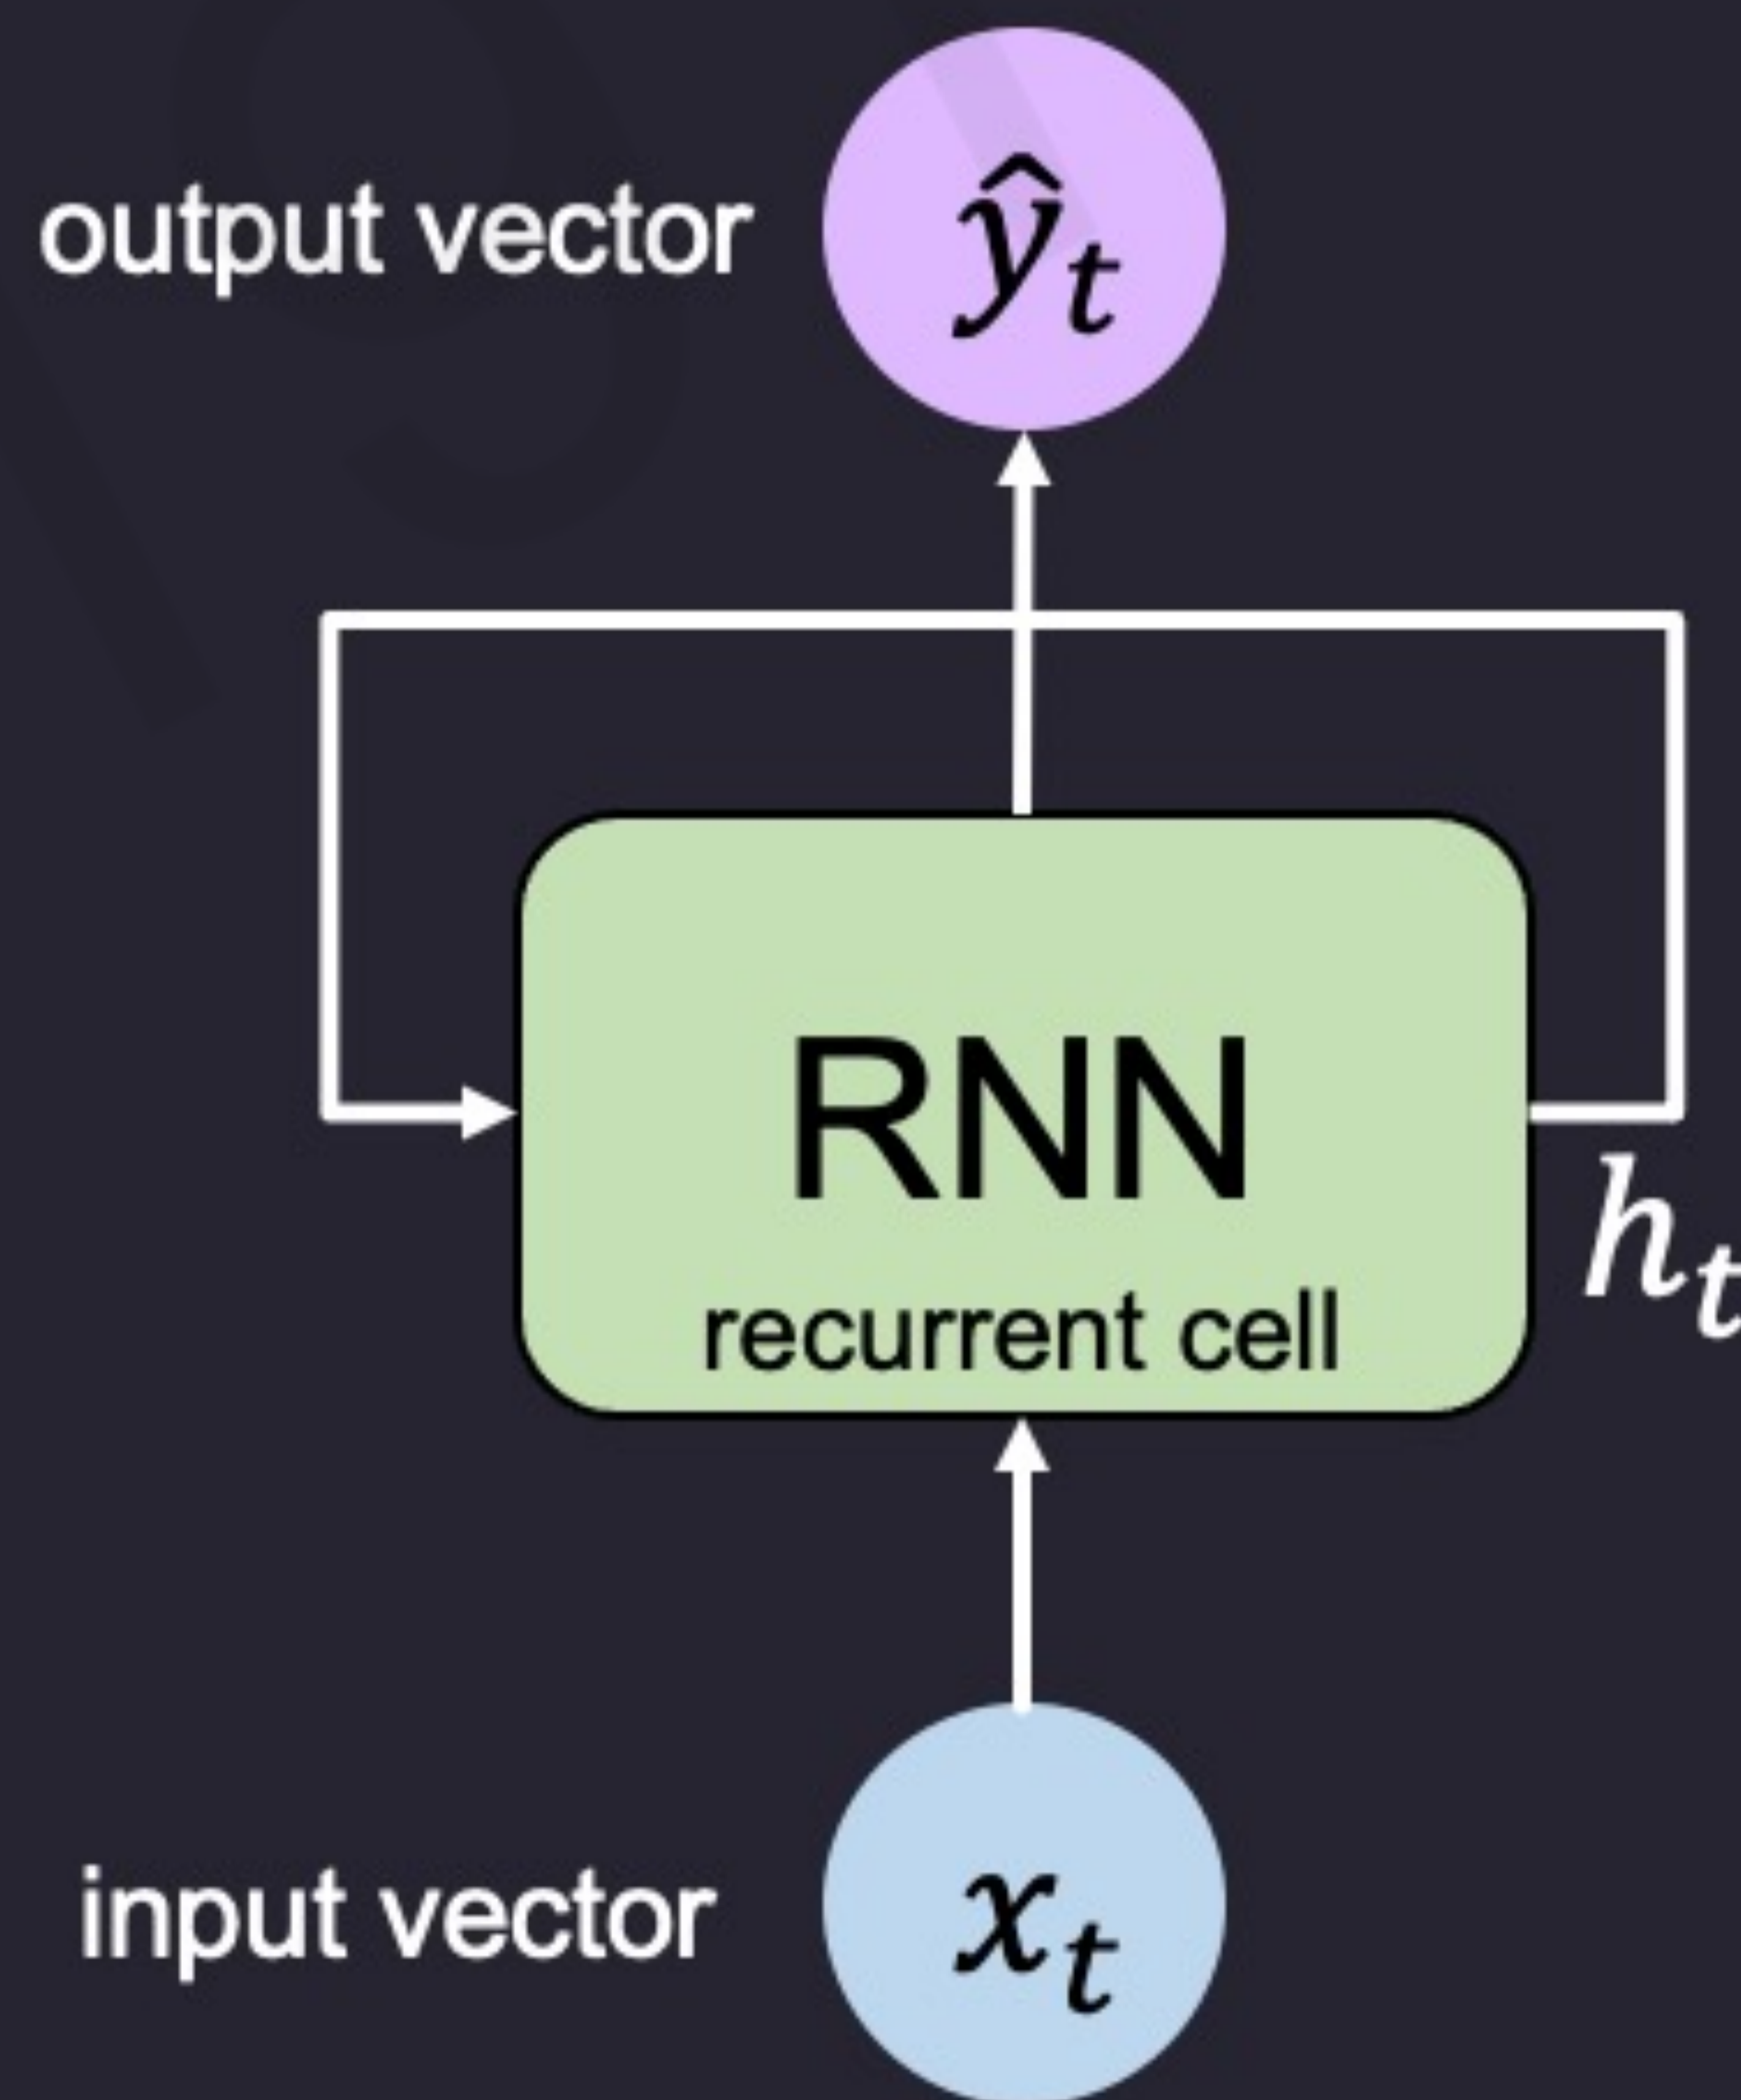 output vector
ŷt
RNN
ht
recurrent cell
input vector
xt